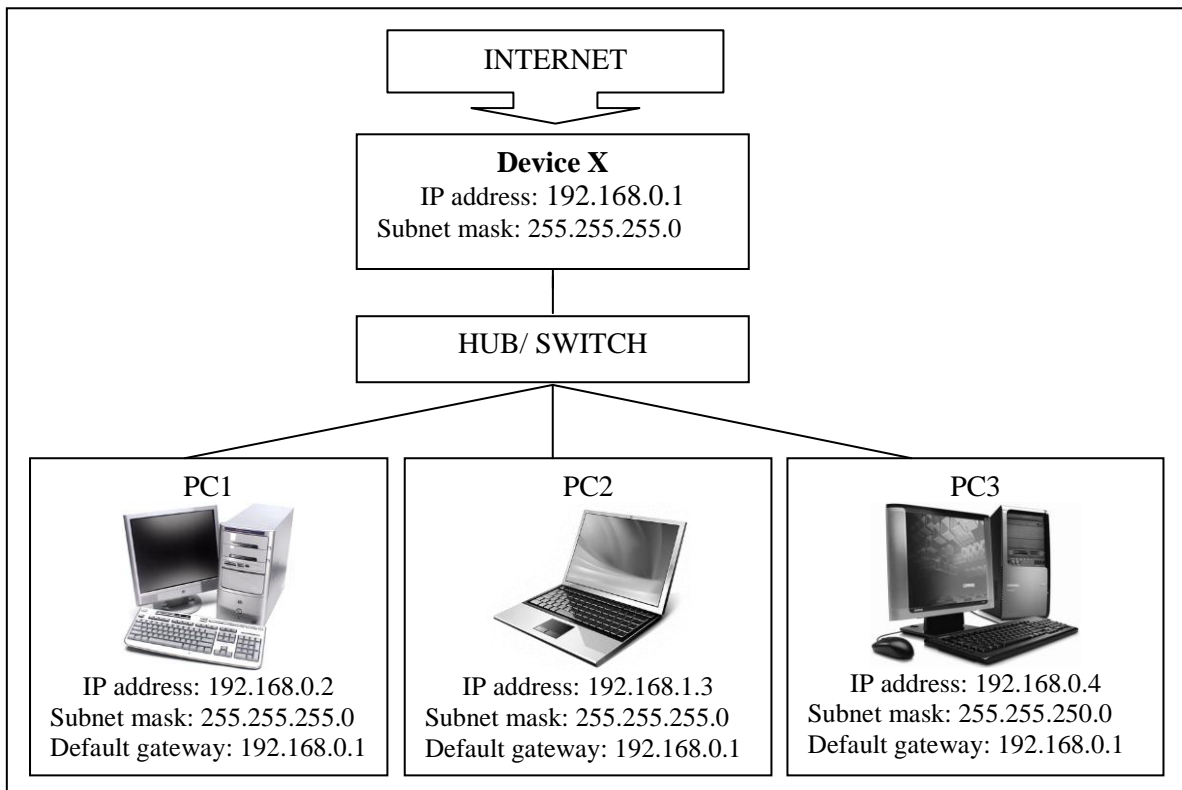 INTERNET
Device X
IP address: 192.168.0.1
Subnet mask: 255.255.255.0
HUB/ SWITCH
PC1
IP address: 192.168.0.2
Subnet mask: 255.255.255.0
Default gateway: 192.168.0.1
PC2
IP address: 192.168.1.3
Subnet mask: 255.255.255.0
Default gateway: 192.168.0.1
PC3
IP address: 192.168.0.4
Subnet mask: 255.255.250.0
Default gateway: 192.168.0.1